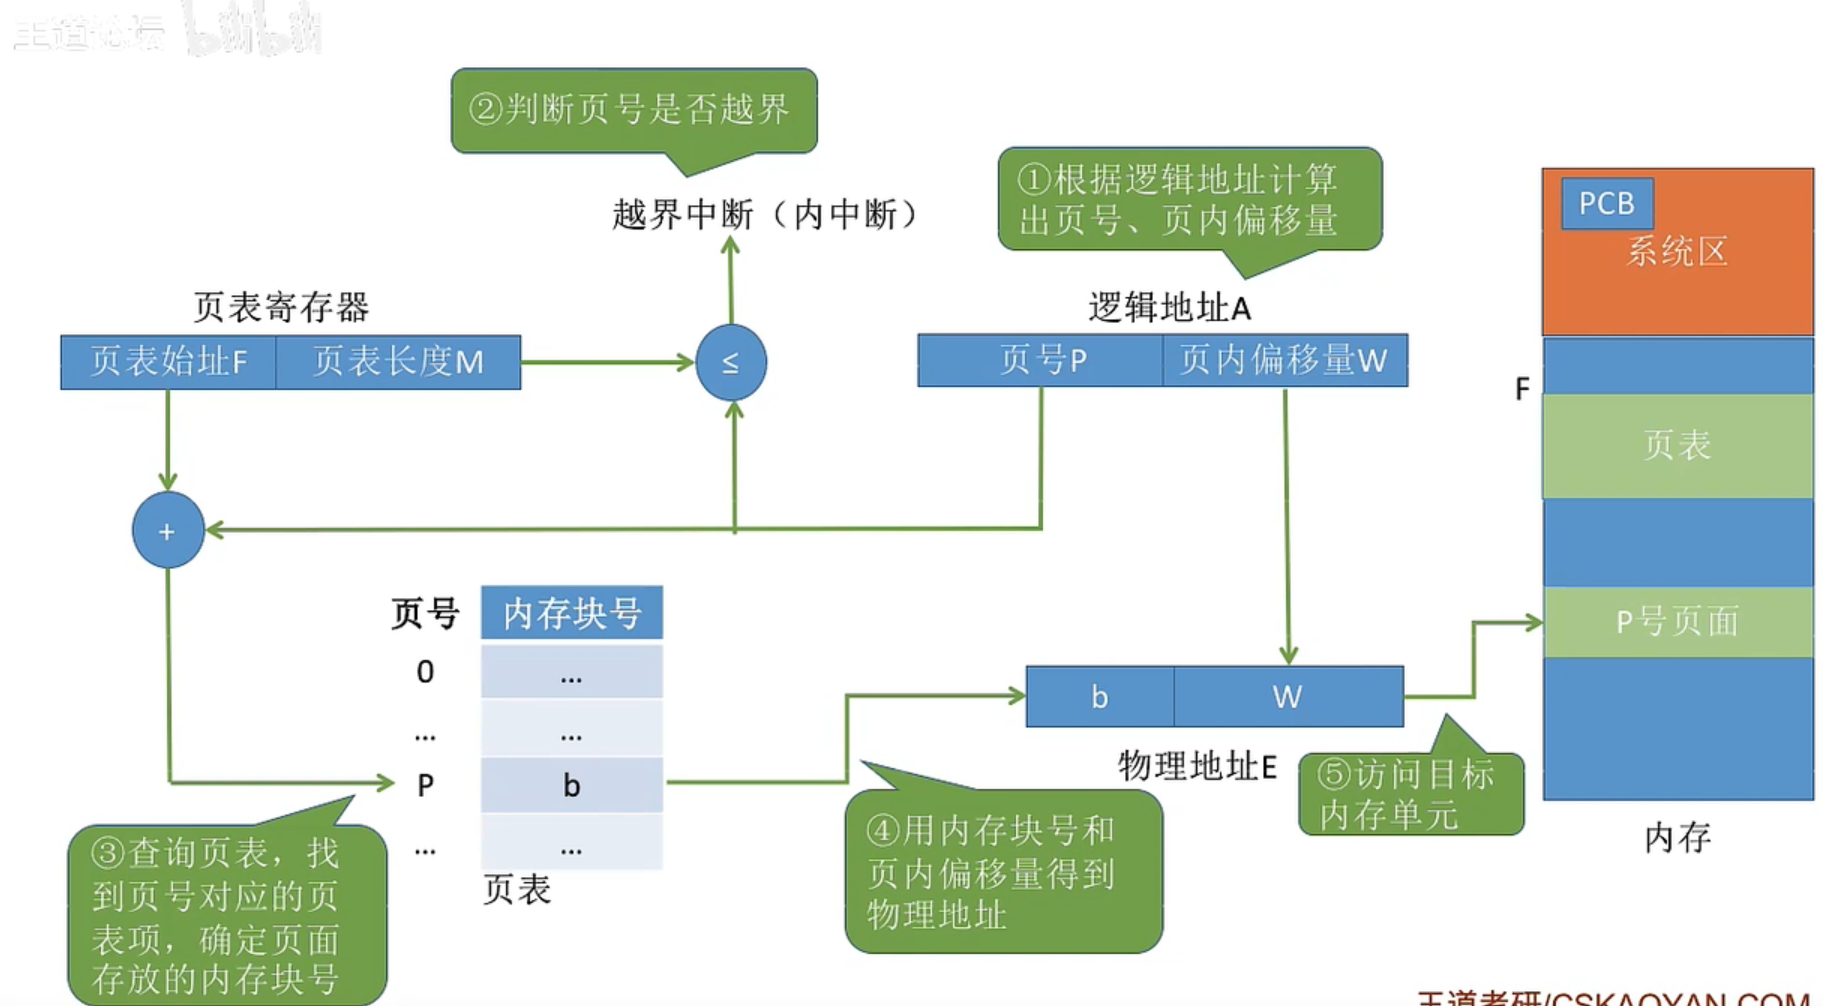 王道论坛 bilibili
②判断页号是否越界
①根据逻辑地址计算
出页号、页内偏移量
越界中断（内中断）
PCB
系统区
页表寄存器
逻辑地址A
页表始址F 页表长度M
≤
页号P 页内偏移量W
F
页表
+
页号 内存块号
0 ...
... ...
P b
... ...
页表
P号页面
b W
物理地址E
③查询页表，找
到页号对应的页
表项，确定页面
存放的内存块号
④用内存块号和
页内偏移量得到
物理地址
⑤访问目标
内存单元
内存
王道考研/CSKAOYAN.COM